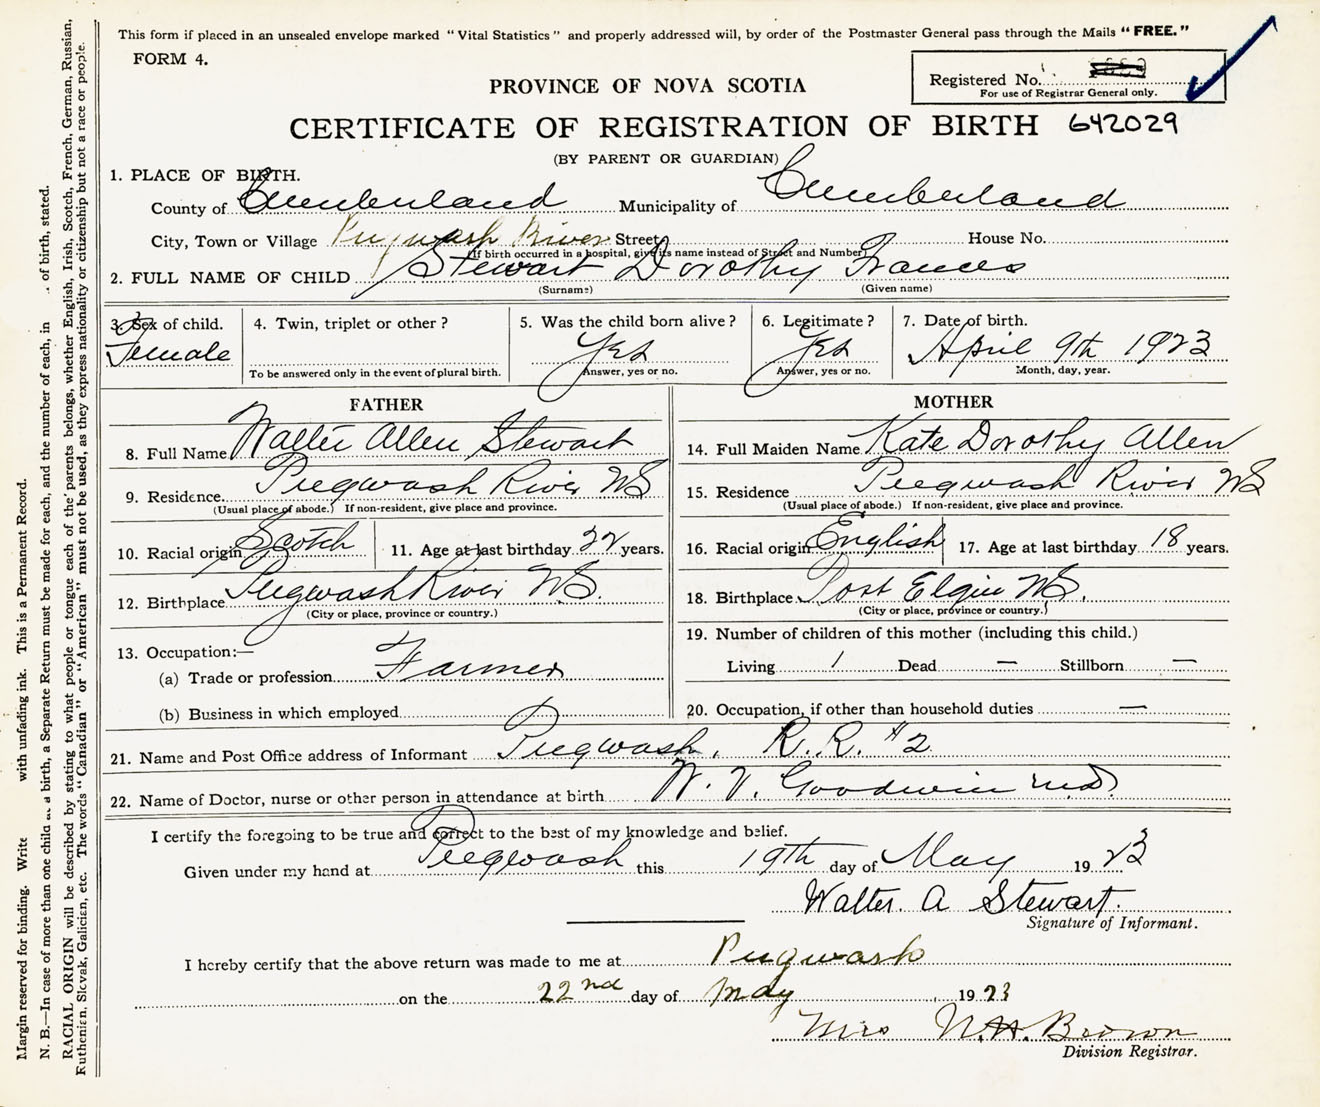 This form if placed in an unsealed envelope marked "Vital Statistics" and properly addressed will, by order of the Postmaster General pass through the Mails "FREE."
FORM 4.
Registered No.
For use of Registrar General only.
PROVINCE OF NOVA SCOTIA
CERTIFICATE OF REGISTRATION OF BIRTH 642029
(BY PARENT OR GUARDIAN)
1. PLACE OF BIRTH.
County of Cumberland Municipality of Cumberland
City, Town or Village Pugwash River Street House No.
(If birth occurred in a hospital, give its name instead of Street and Number)
2. FULL NAME OF CHILD Stewart Dorothy Frances
(Surname) (Given name)
3. Sex of child. Female
4. Twin, triplet or other?
To be answered only in the event of plural birth.
5. Was the child born alive? Yes
Answer, yes or no.
6. Legitimate? Yes
Answer, yes or no.
7. Date of birth. April 9th 1923
Month, day, year.
FATHER
8. Full Name Walter Allen Stewart
9. Residence Pugwash River NS
(Usual place of abode.) If non-resident, give place and province.
10. Racial origin Scotch 11. Age at last birthday 22 years.
12. Birthplace Pugwash River N.S.
(City or place, province or country.)
13. Occupation:—
(a) Trade or profession Farmer
(b) Business in which employed
MOTHER
14. Full Maiden Name Kate Dorothy Allen
15. Residence Pugwash River NS
(Usual place of abode.) If non-resident, give place and province.
16. Racial origin English 17. Age at last birthday 18 years.
18. Birthplace Port Elgin NS.
(City or place, province or country.)
19. Number of children of this mother (including this child.)
Living 1 Dead — Stillborn —
20. Occupation, if other than household duties —
21. Name and Post Office address of Informant Pugwash, R.R. #2
22. Name of Doctor, nurse or other person in attendance at birth W. V. Goodwin M.D.
I certify the foregoing to be true and correct to the best of my knowledge and belief.
Given under my hand at Pugwash this 19th day of May 1923
Walter. A Stewart.
Signature of Informant.
I hereby certify that the above return was made to me at Pugwash
on the 22nd day of May, 1923
Mrs N.H. Brown
Division Registrar.
Margin reserved for binding. Write with unfading ink. This is a Permanent Record.
N. B.—In case of more than one child a birth, a Separate Return must be made for each, and the number of each, in of birth, stated.
RACIAL ORIGIN will be described by stating to what people or tongue each of the parents belongs, whether English, Irish, Scotch, French, German, Russian,
Ruthenien, Slovak, Galicien, etc. The words "Canadian" or "American" must not be used, as they express nationality or citizenship but not a race or people.